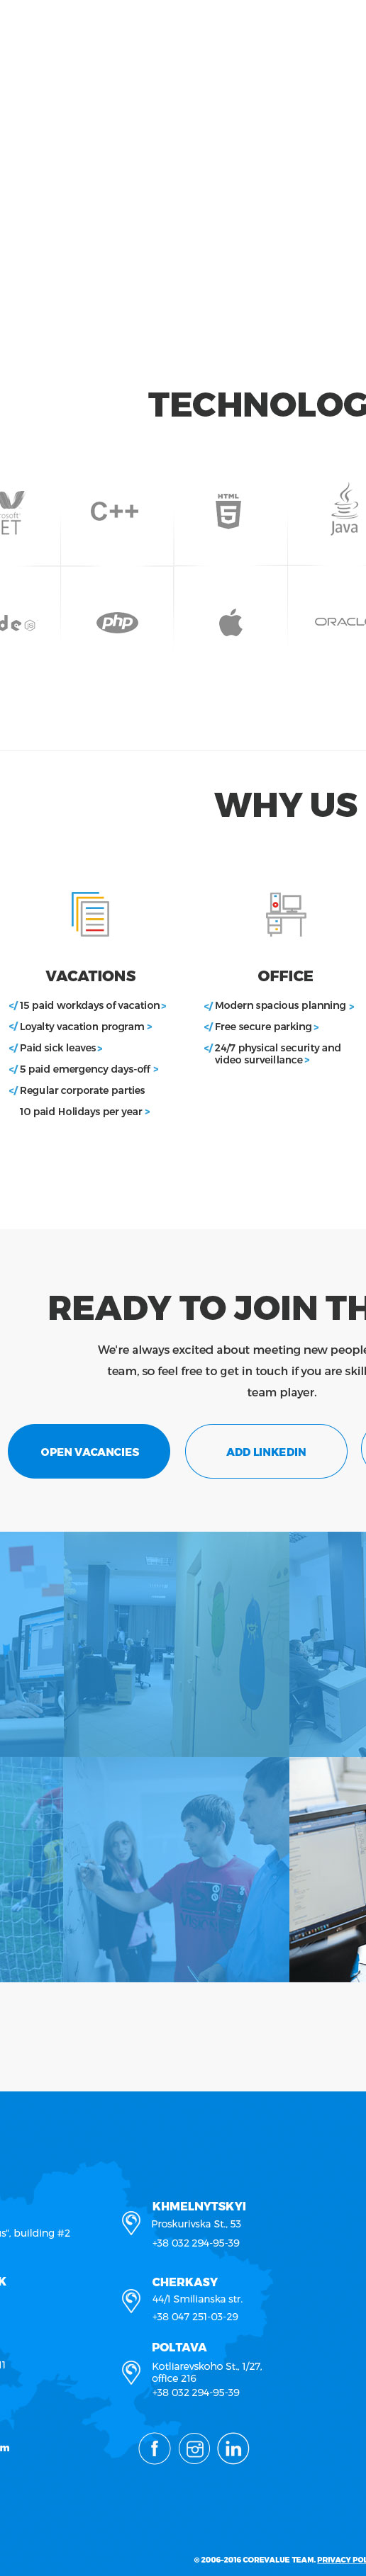 TECHNOLOG
ET
C++
HTML
5
Java
de JS
php
ORACL
WHY US
VACATIONS
</ 15 paid workdays of vacation >
</ Loyalty vacation program >
</ Paid sick leaves >
</ 5 paid emergency days-off >
</ Regular corporate parties
10 paid Holidays per year >
OFFICE
</ Modern spacious planning >
</ Free secure parking >
</ 24/7 physical security and
video surveillance >
READY TO JOIN TH
We're always excited about meeting new people
team, so feel free to get in touch if you are skil
team player.
OPEN VACANCIES
ADD LINKEDIN
building #2
KHMELNYTSKYI
Proskurivska St., 53
+38 032 294-95-39
CHERKASY
44/1 Smilianska str.
+38 047 251-03-29
POLTAVA
Kotliarevskoho St., 1/27,
office 216
+38 032 294-95-39
f
in
© 2006-2016 COREVALUE TEAM. PRIVACY POL